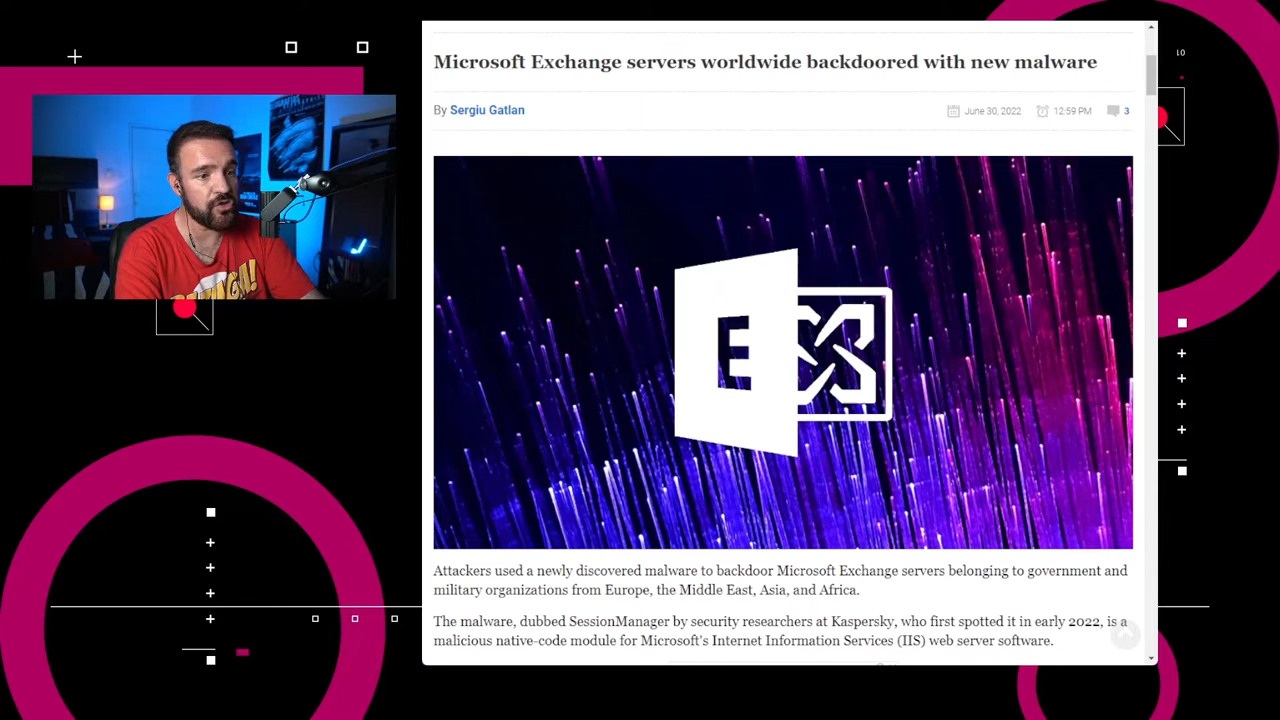 Microsoft Exchange servers worldwide backdoored with new malware
By Sergiu Gatlan
June 30, 2022
12:59 PM
3
01
E
Attackers used a newly discovered malware to backdoor Microsoft Exchange servers belonging to government and
military organizations from Europe, the Middle East, Asia, and Africa.
The malware, dubbed SessionManager by security researchers at Kaspersky, who first spotted it in early 2022, is a
malicious native-code module for Microsoft's Internet Information Services (IIS) web server software.